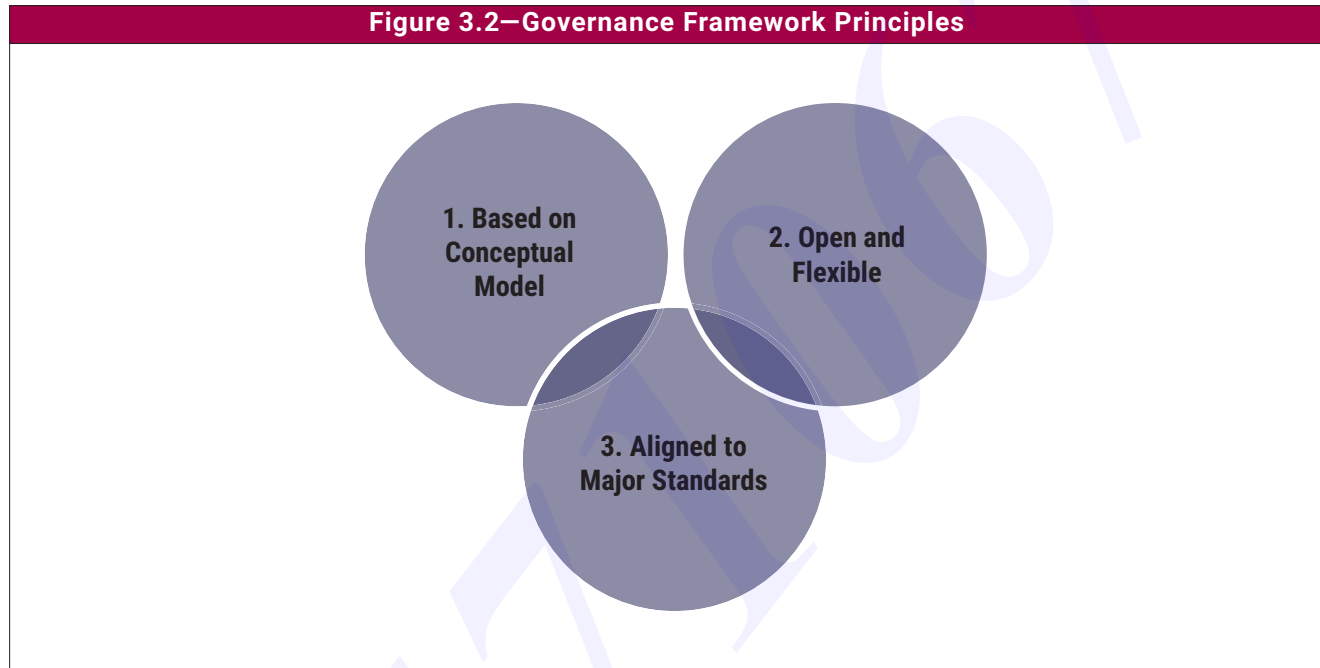 Figure 3.2—Governance Framework Principles
1. Based on
Conceptual
Model
2. Open and
Flexible
3. Aligned to
Major Standards